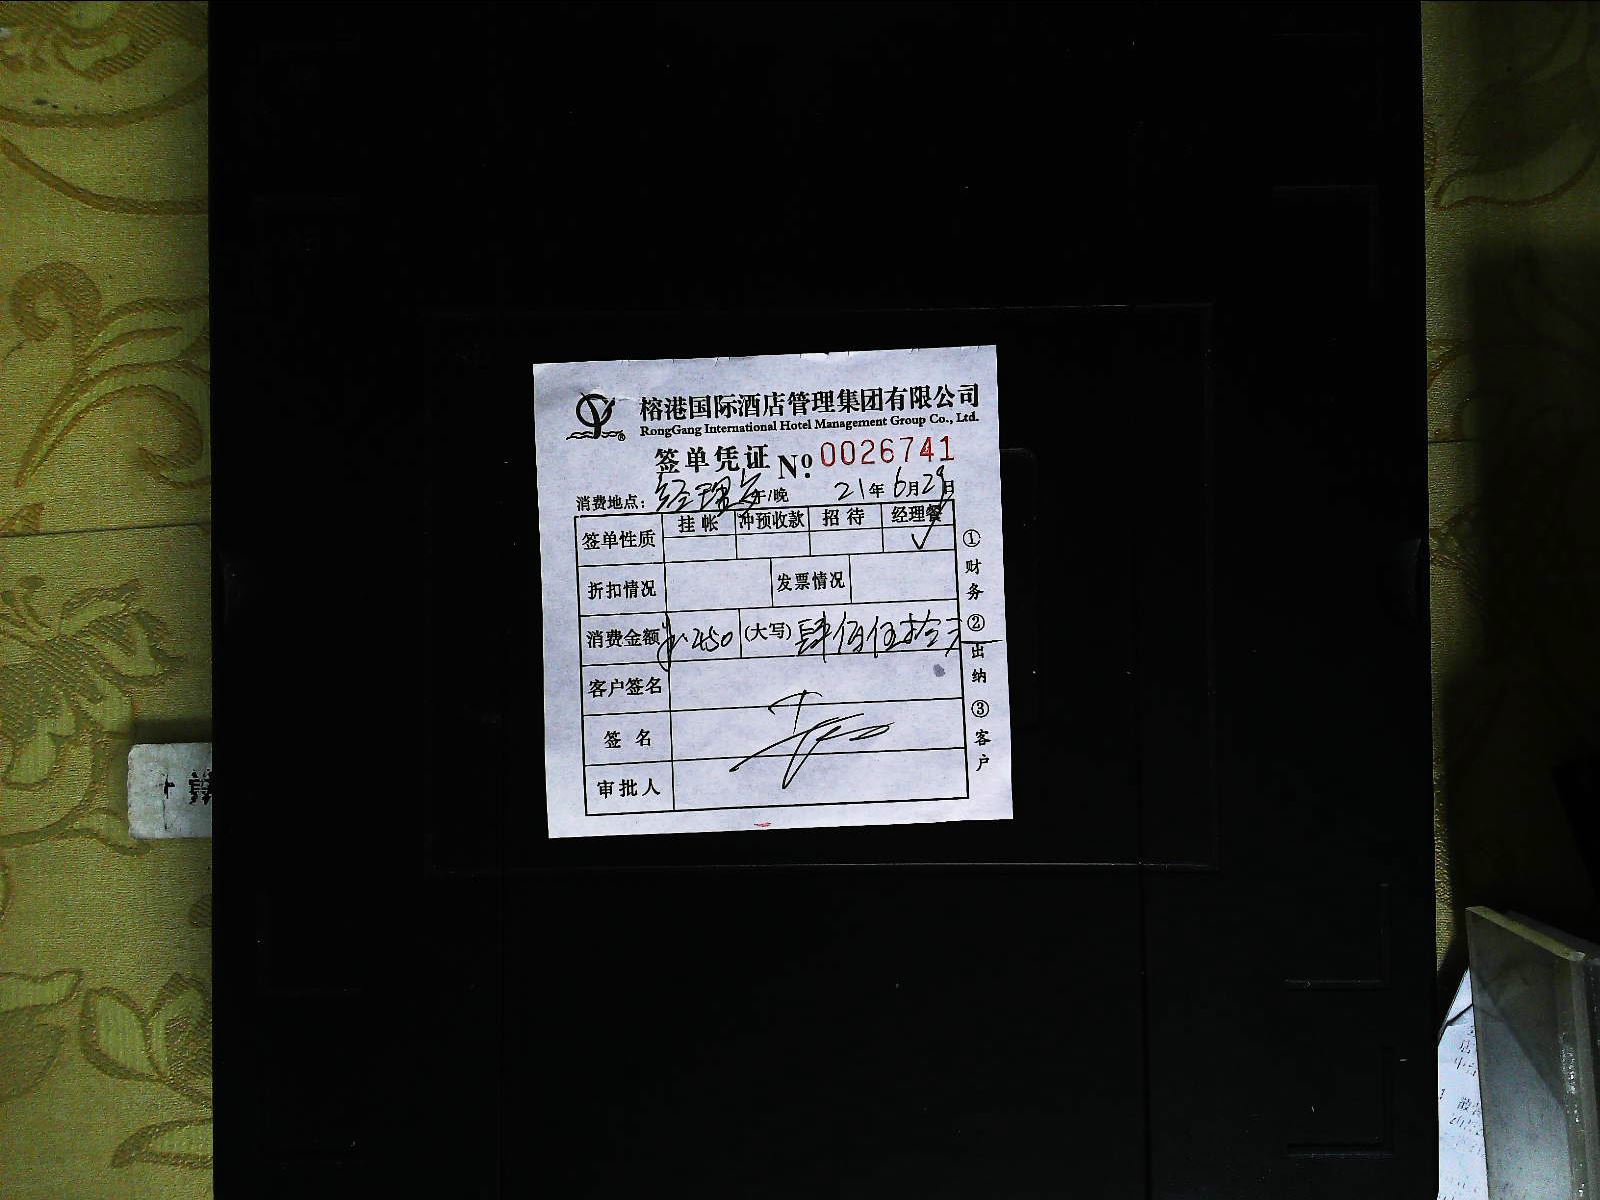 榕港国际酒店管理集团有限公司
RongGang International Hotel Management Group Co., Ltd.
签单凭证 No. 0026741
消费地点: 经理 午/晚 21年6月29日
签单性质 挂帐 冲预收款 招待 经理餐
✓
折扣情况 发票情况
消费金额 ¥450 (大写) 肆佰伍拾元
客户签名
签名
审批人
①财务②出纳③客户